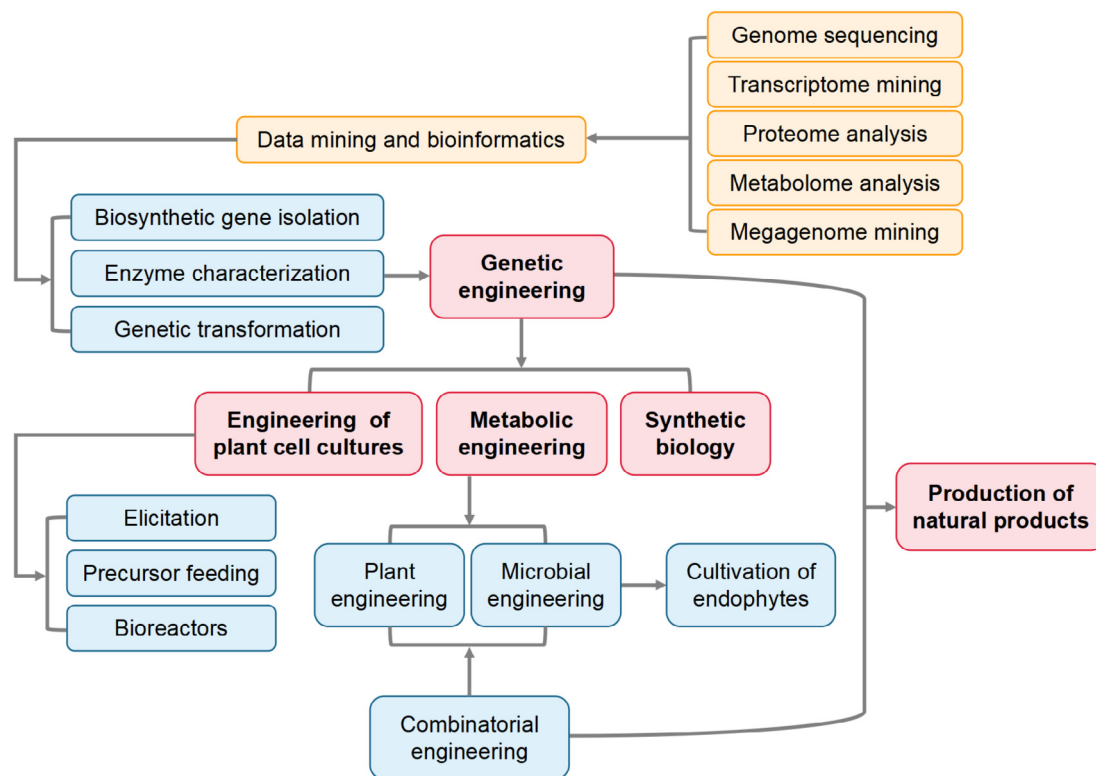 Genome sequencing
Transcriptome mining
Data mining and bioinformatics
Proteome analysis
Metabolome analysis
Megagenome mining
Biosynthetic gene isolation
Enzyme characterization
Genetic transformation
Genetic
engineering
Engineering of
plant cell cultures
Metabolic
engineering
Synthetic
biology
Production of
natural products
Elicitation
Precursor feeding
Bioreactors
Plant
engineering
Microbial
engineering
Cultivation of
endophytes
Combinatorial
engineering